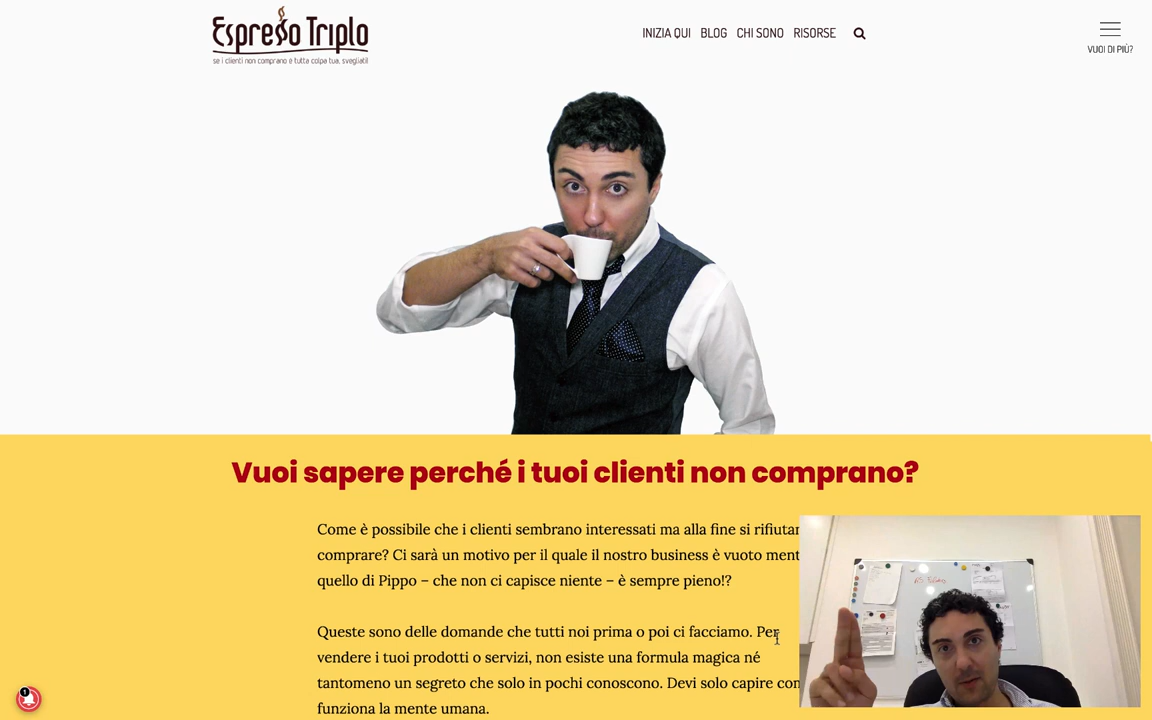 Espresso Triplo
se i clienti non comprano è tutta colpa tua, svegliati!
INIZIA QUI BLOG CHI SONO RISORSE
VUOI DI PIÙ?
Vuoi sapere perché i tuoi clienti non comprano?
Come è possibile che i clienti sembrano interessati ma alla fine si rifiutan
comprare? Ci sarà un motivo per il quale il nostro business è vuoto ment
quello di Pippo – che non ci capisce niente – è sempre pieno!?
Queste sono delle domande che tutti noi prima o poi ci facciamo. Per
vendere i tuoi prodotti o servizi, non esiste una formula magica né
tantomeno un segreto che solo in pochi conoscono. Devi solo capire com
funziona la mente umana.
1